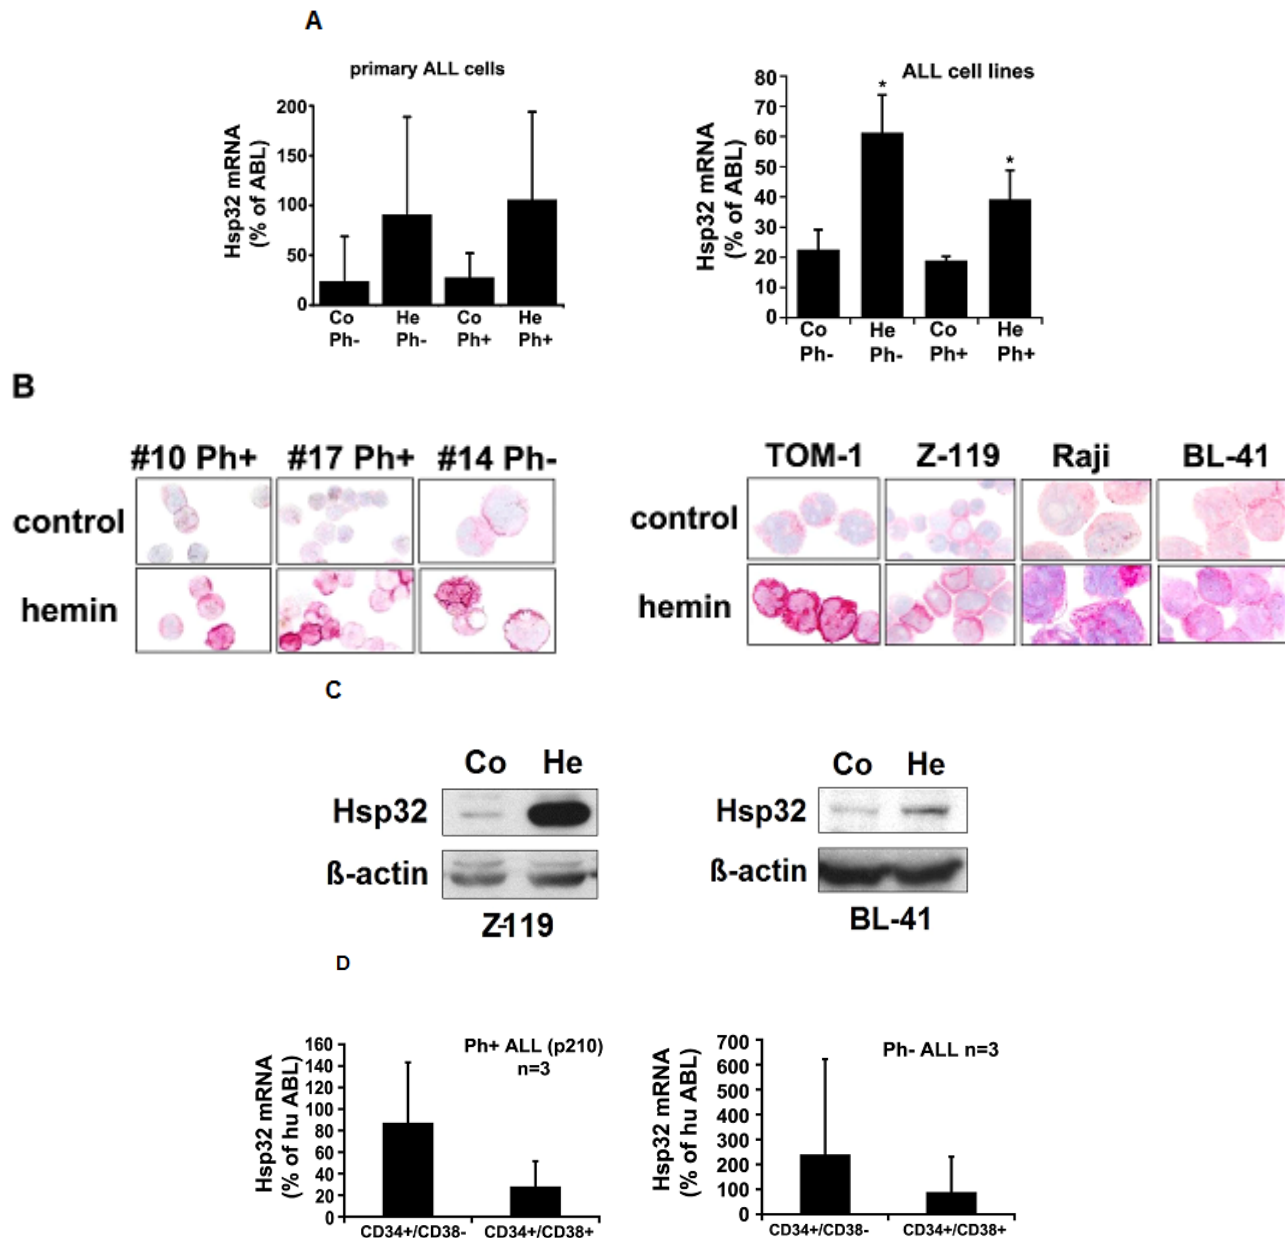 A
primary ALL cells
Hsp32 mRNA
(% of ABL)
200
150
100
50
0
Co He Co He
Ph- Ph- Ph+ Ph+
ALL cell lines
Hsp32 mRNA
(% of ABL)
80
70
60
50
40
30
20
10
0
* *
Co He Co He
Ph- Ph- Ph+ Ph+
B
#10 Ph+ #17 Ph+ #14 Ph-
control
hemin
TOM-1 Z-119 Raji BL-41
control
hemin
C
Co He
Hsp32
ß-actin
Z-119
Co He
Hsp32
ß-actin
BL-41
D
Hsp32 mRNA
(% of hu ABL)
160
140
120
100
80
60
40
20
0
Ph+ ALL (p210)
n=3
CD34+/CD38- CD34+/CD38+
Hsp32 mRNA
(% of hu ABL)
700
600
500
400
300
200
100
0
Ph- ALL n=3
CD34+/CD38- CD34+/CD38+